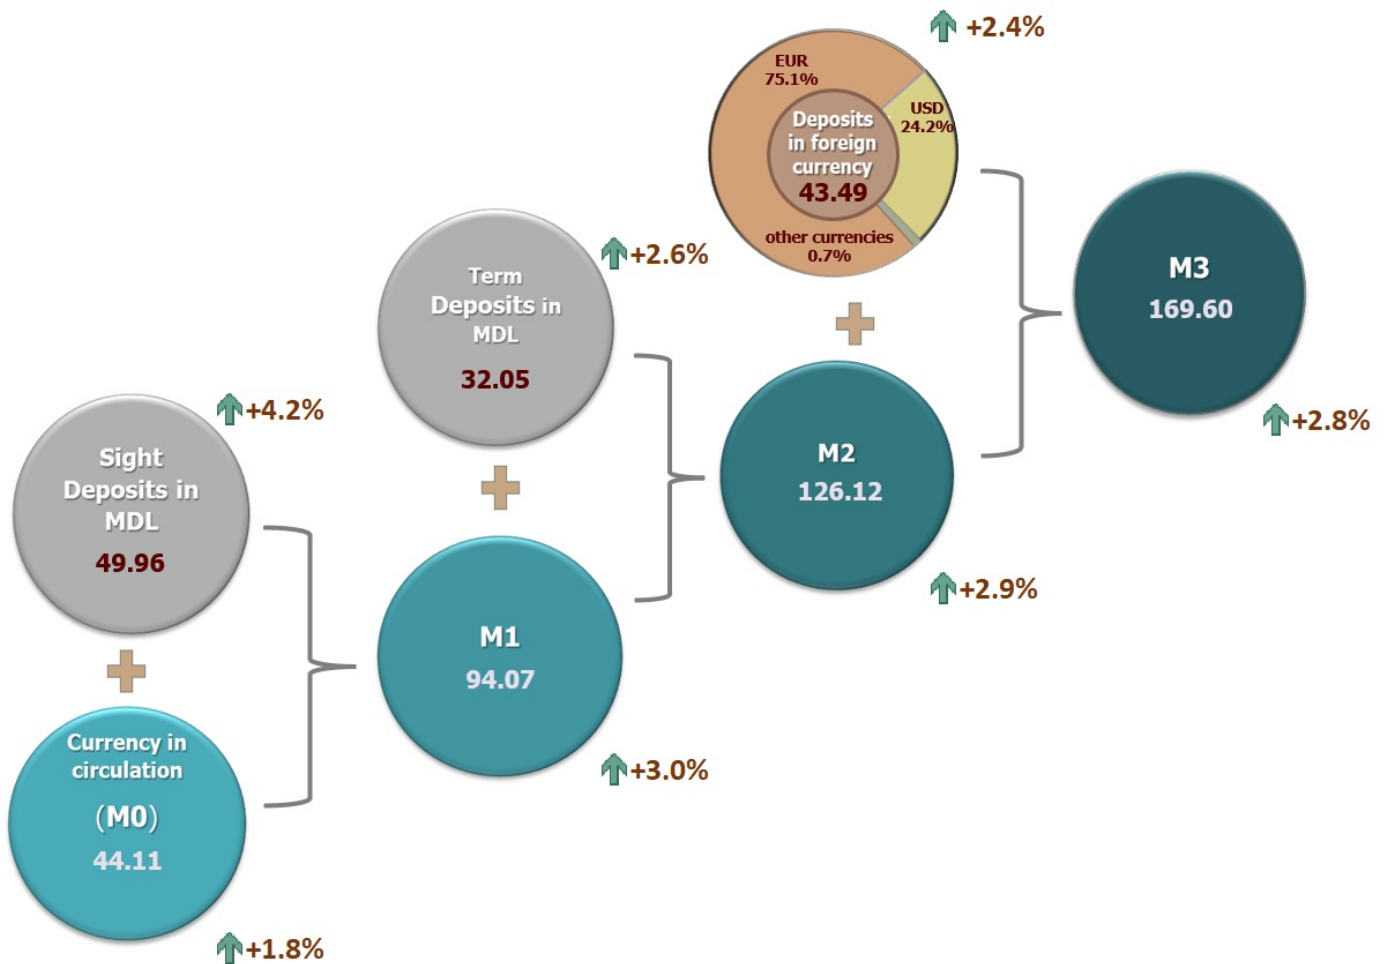 +2.4%
EUR
75.1%
USD
24.2%
Deposits
in foreign
currency
43.49
other currencies
0.7%
M3
169.60
+2.8%
+2.6%
Term
Deposits in
MDL
32.05
M2
126.12
+2.9%
+4.2%
Sight
Deposits in
MDL
49.96
M1
94.07
+3.0%
Currency in
circulation
(M0)
44.11
+1.8%